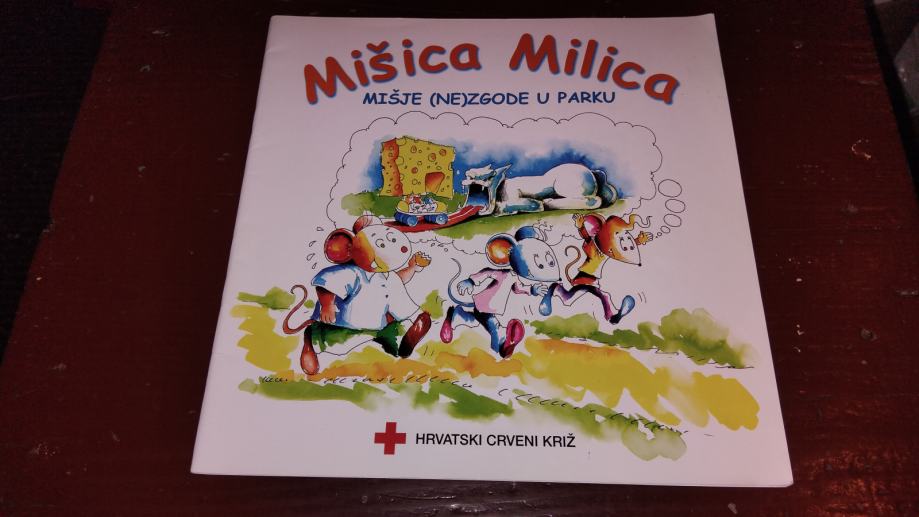 Mišica Milica
MIŠJE (NE)ZGODE U PARKU
HRVATSKI CRVENI KRIŽ